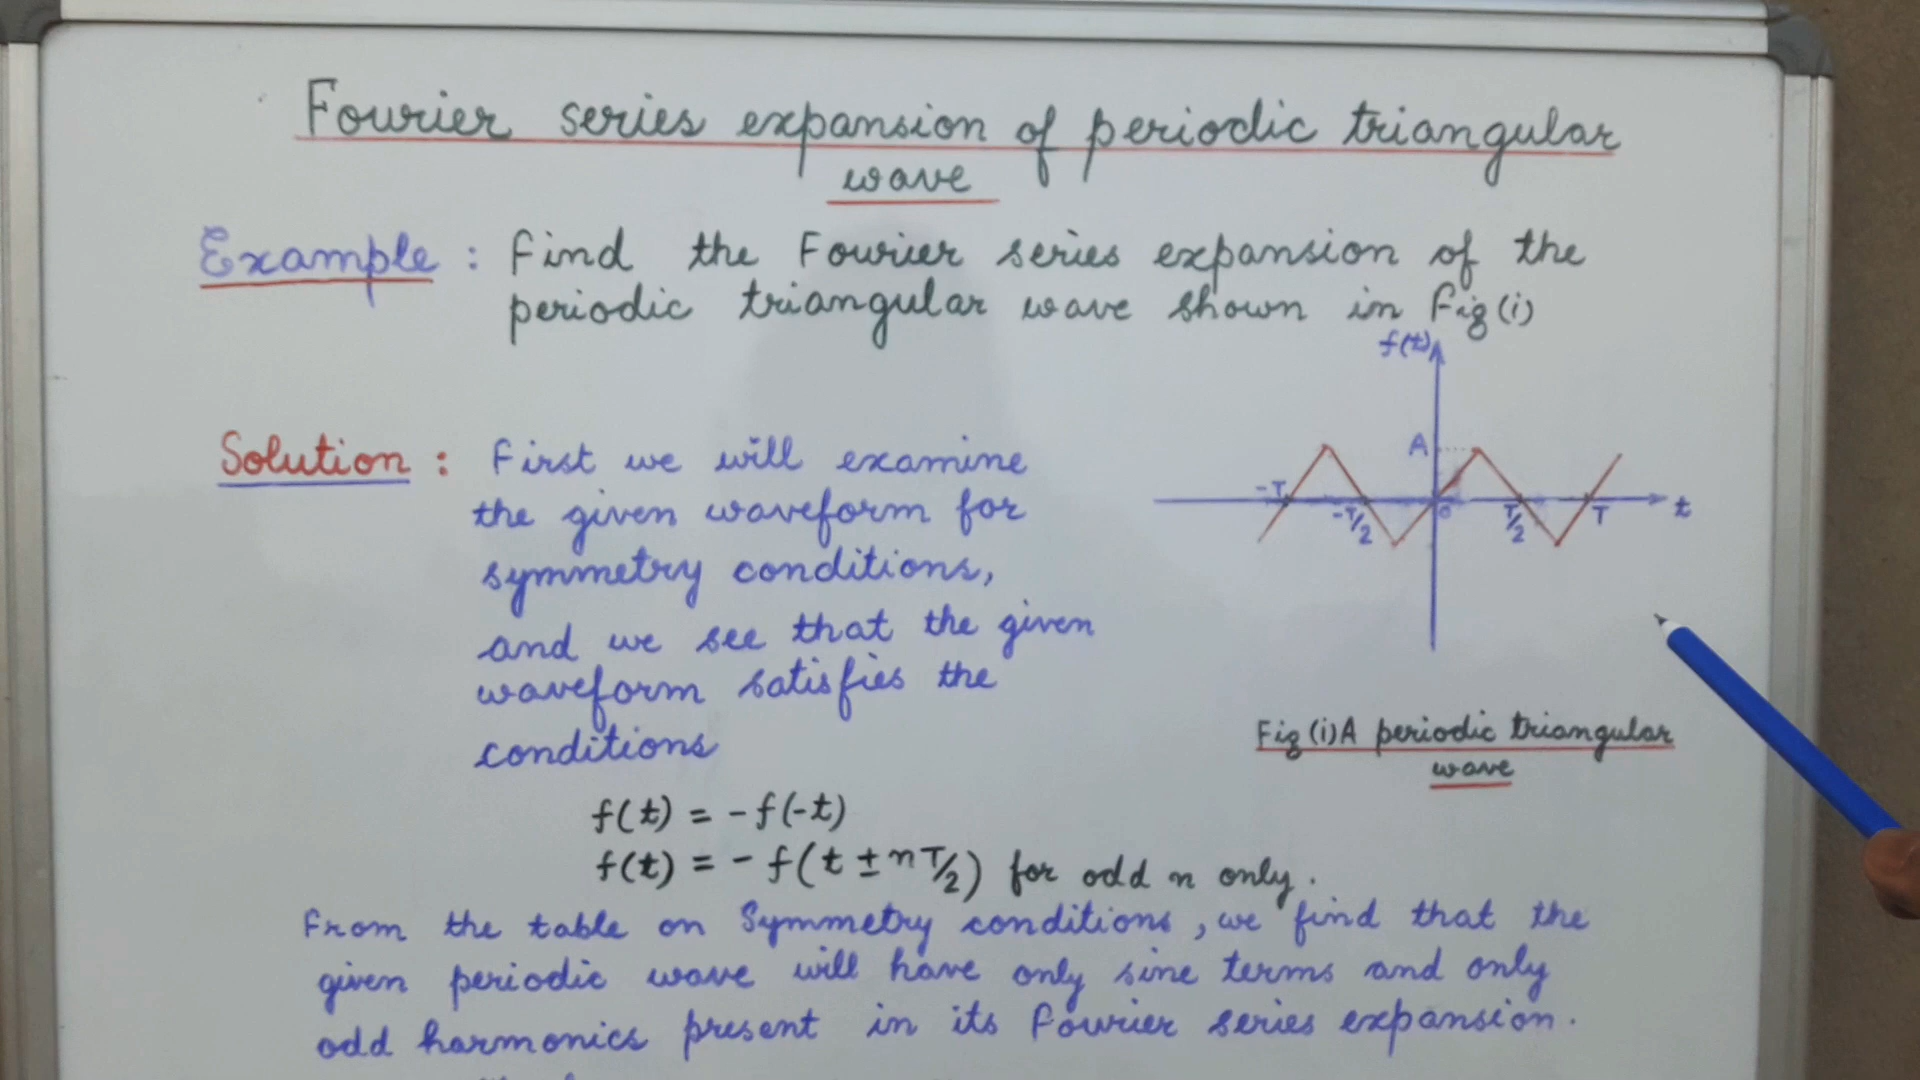 Fourier series expansion of periodic triangular
wave
Example : Find the Fourier series expansion of the
periodic triangular wave shown in Fig (i)
f(t)
A
-T
-T/2
0
T/2
T
t
Fig (i) A periodic triangular
wave
Solution : First we will examine
the given waveform for
symmetry conditions,
and we see that the given
waveform satisfies the
conditions
f(t) = -f(-t)
f(t) = - f(t ± nT/2) for odd n only.
From the table on Symmetry conditions, we find that the
given periodic wave will have only sine terms and only
odd harmonics present in its Fourier series expansion.